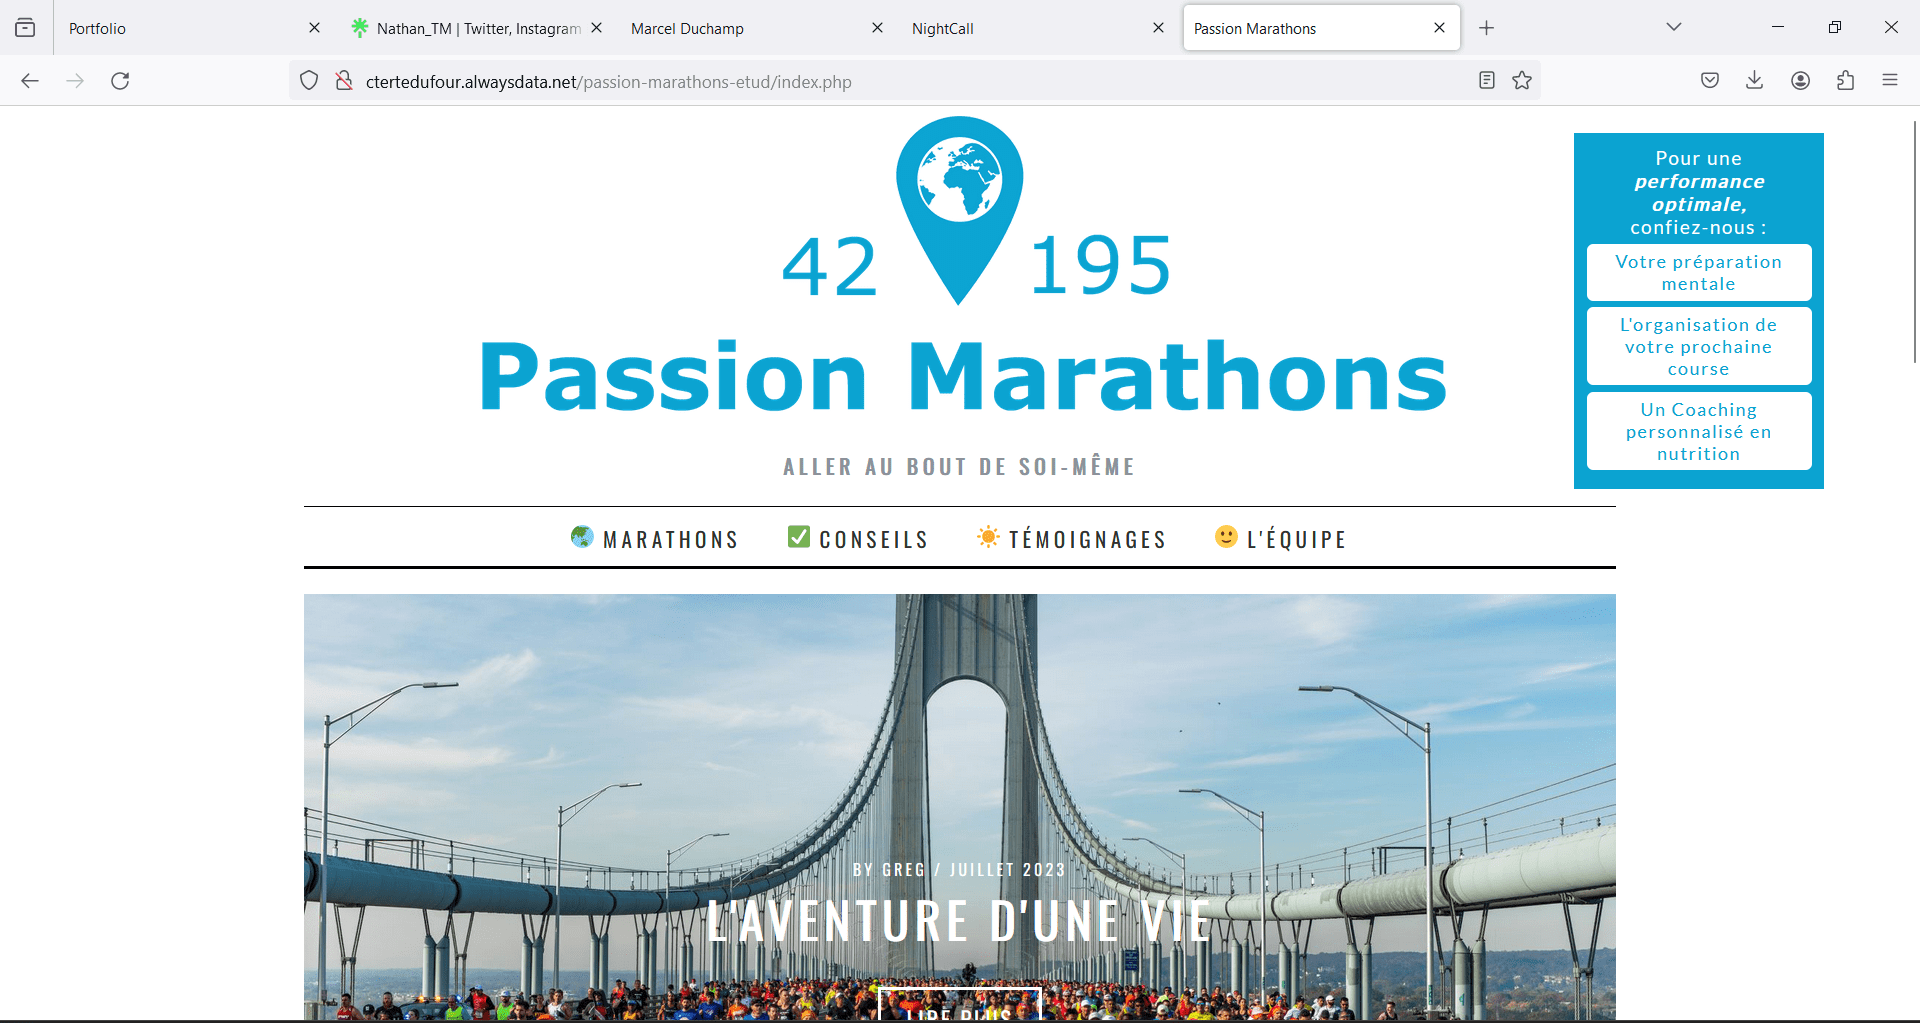 Portfolio
Nathan_TM | Twitter, Instagram
Marcel Duchamp
NightCall
Passion Marathons
ctertedufour.alwaysdata.net/passion-marathons-etud/index.php
42 195
Passion Marathons
ALLER AU BOUT DE SOI-MÊME
Pour une
performance
optimale,
confiez-nous :
Votre préparation
mentale
L'organisation de
votre prochaine
course
Un Coaching
personnalisé en
nutrition
MARATHONS
CONSEILS
TÉMOIGNAGES
L'ÉQUIPE
BY GREG / JUILLET 2023
L'AVENTURE D'UNE VIE
LIRE PLUS